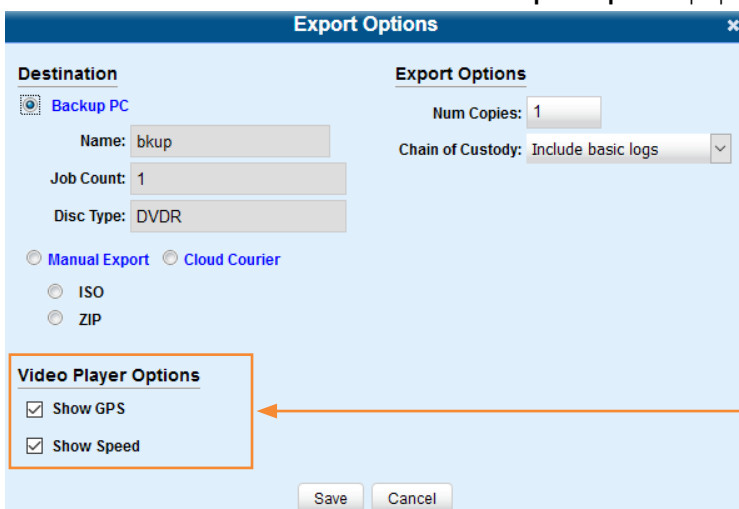 Export Options
Destination
Backup PC
Name: bkup
Job Count: 1
Disc Type: DVDR
Manual Export Cloud Courier
ISO
ZIP
Export Options
Num Copies: 1
Chain of Custody: Include basic logs
Video Player Options
Show GPS
Show Speed
Save Cancel